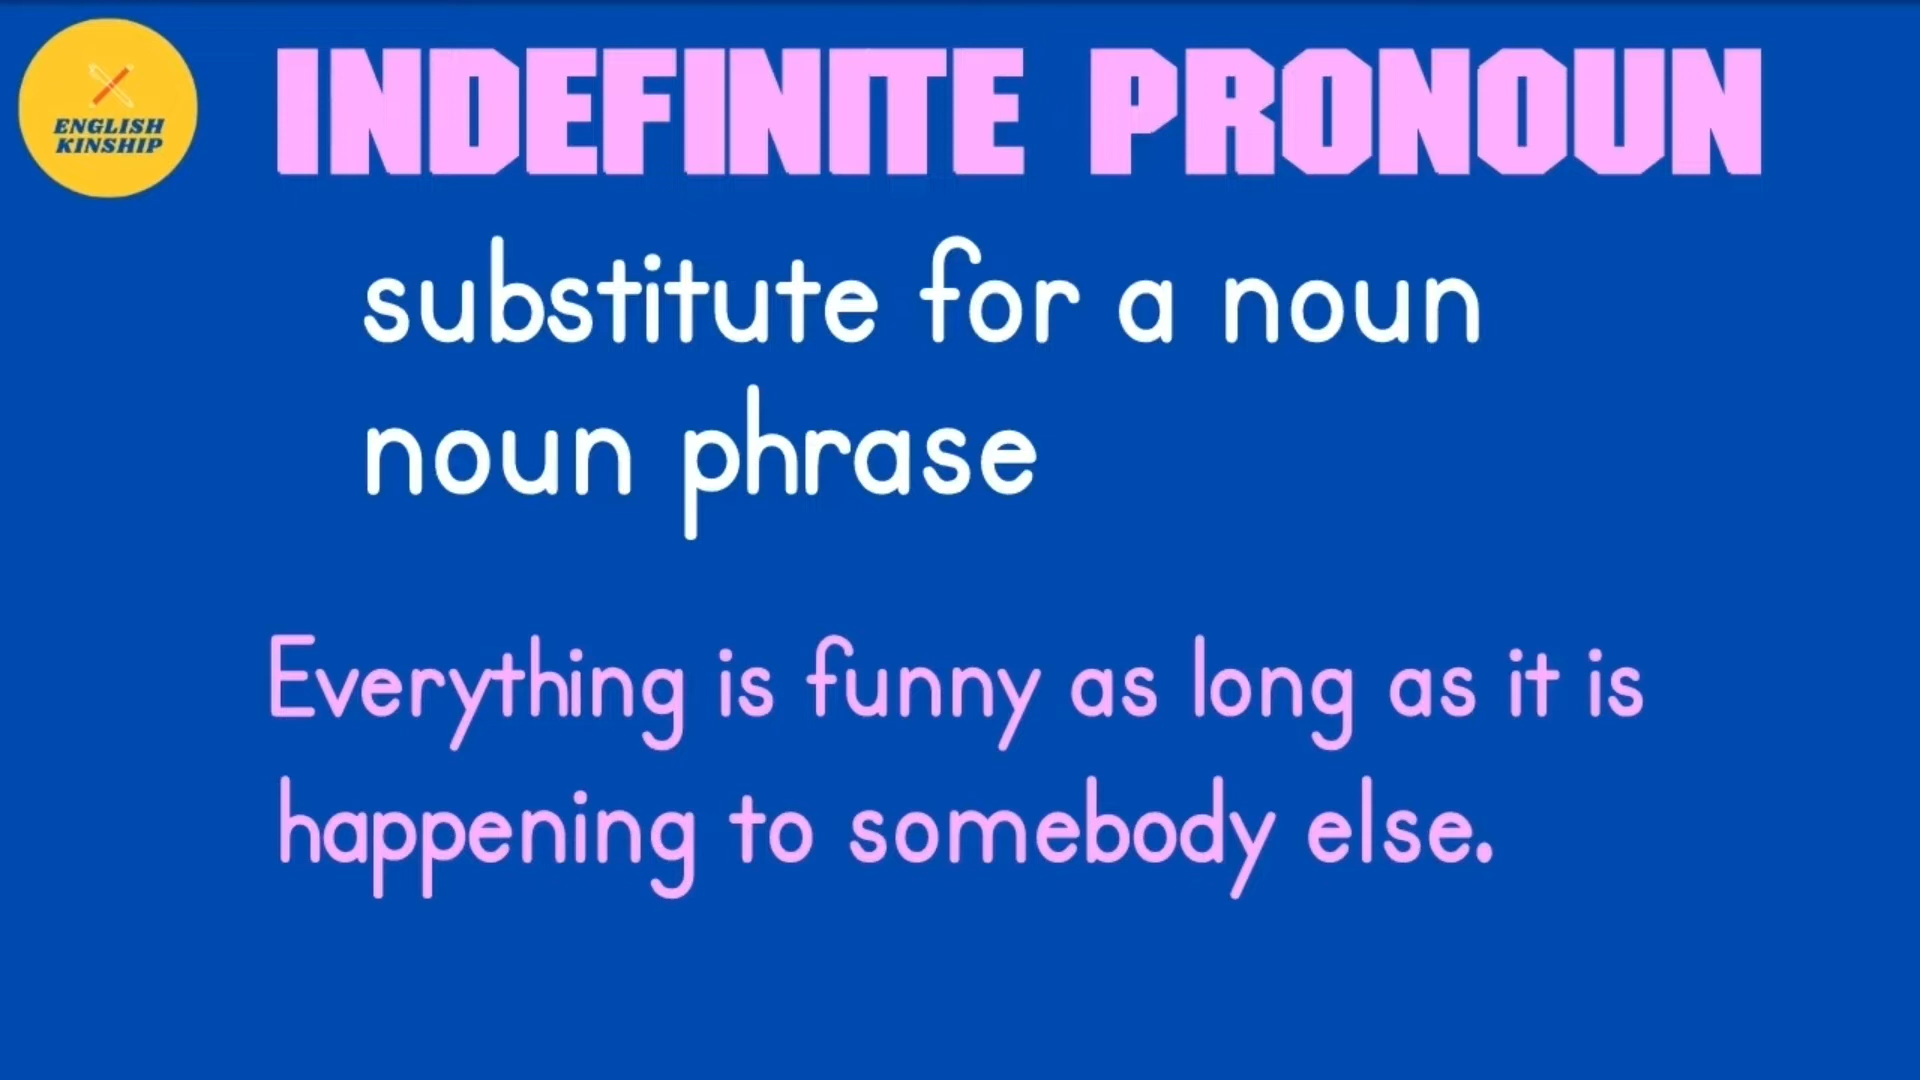 ENGLISH
KINSHIP
INDEFINITE PRONOUN
substitute for a noun
noun phrase
Everything is funny as long as it is
happening to somebody else.